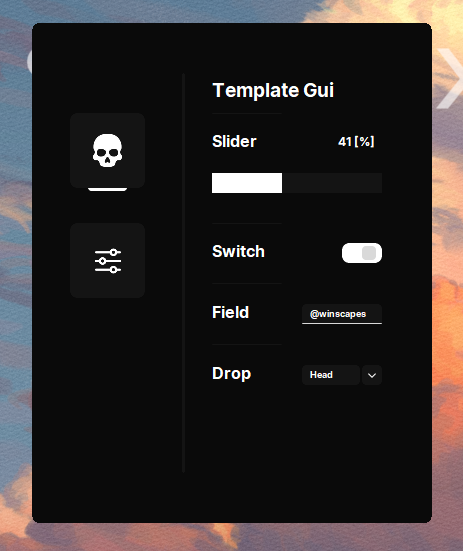 Template Gui
Slider 41 [%]
Switch
Field @winscapes
Drop Head